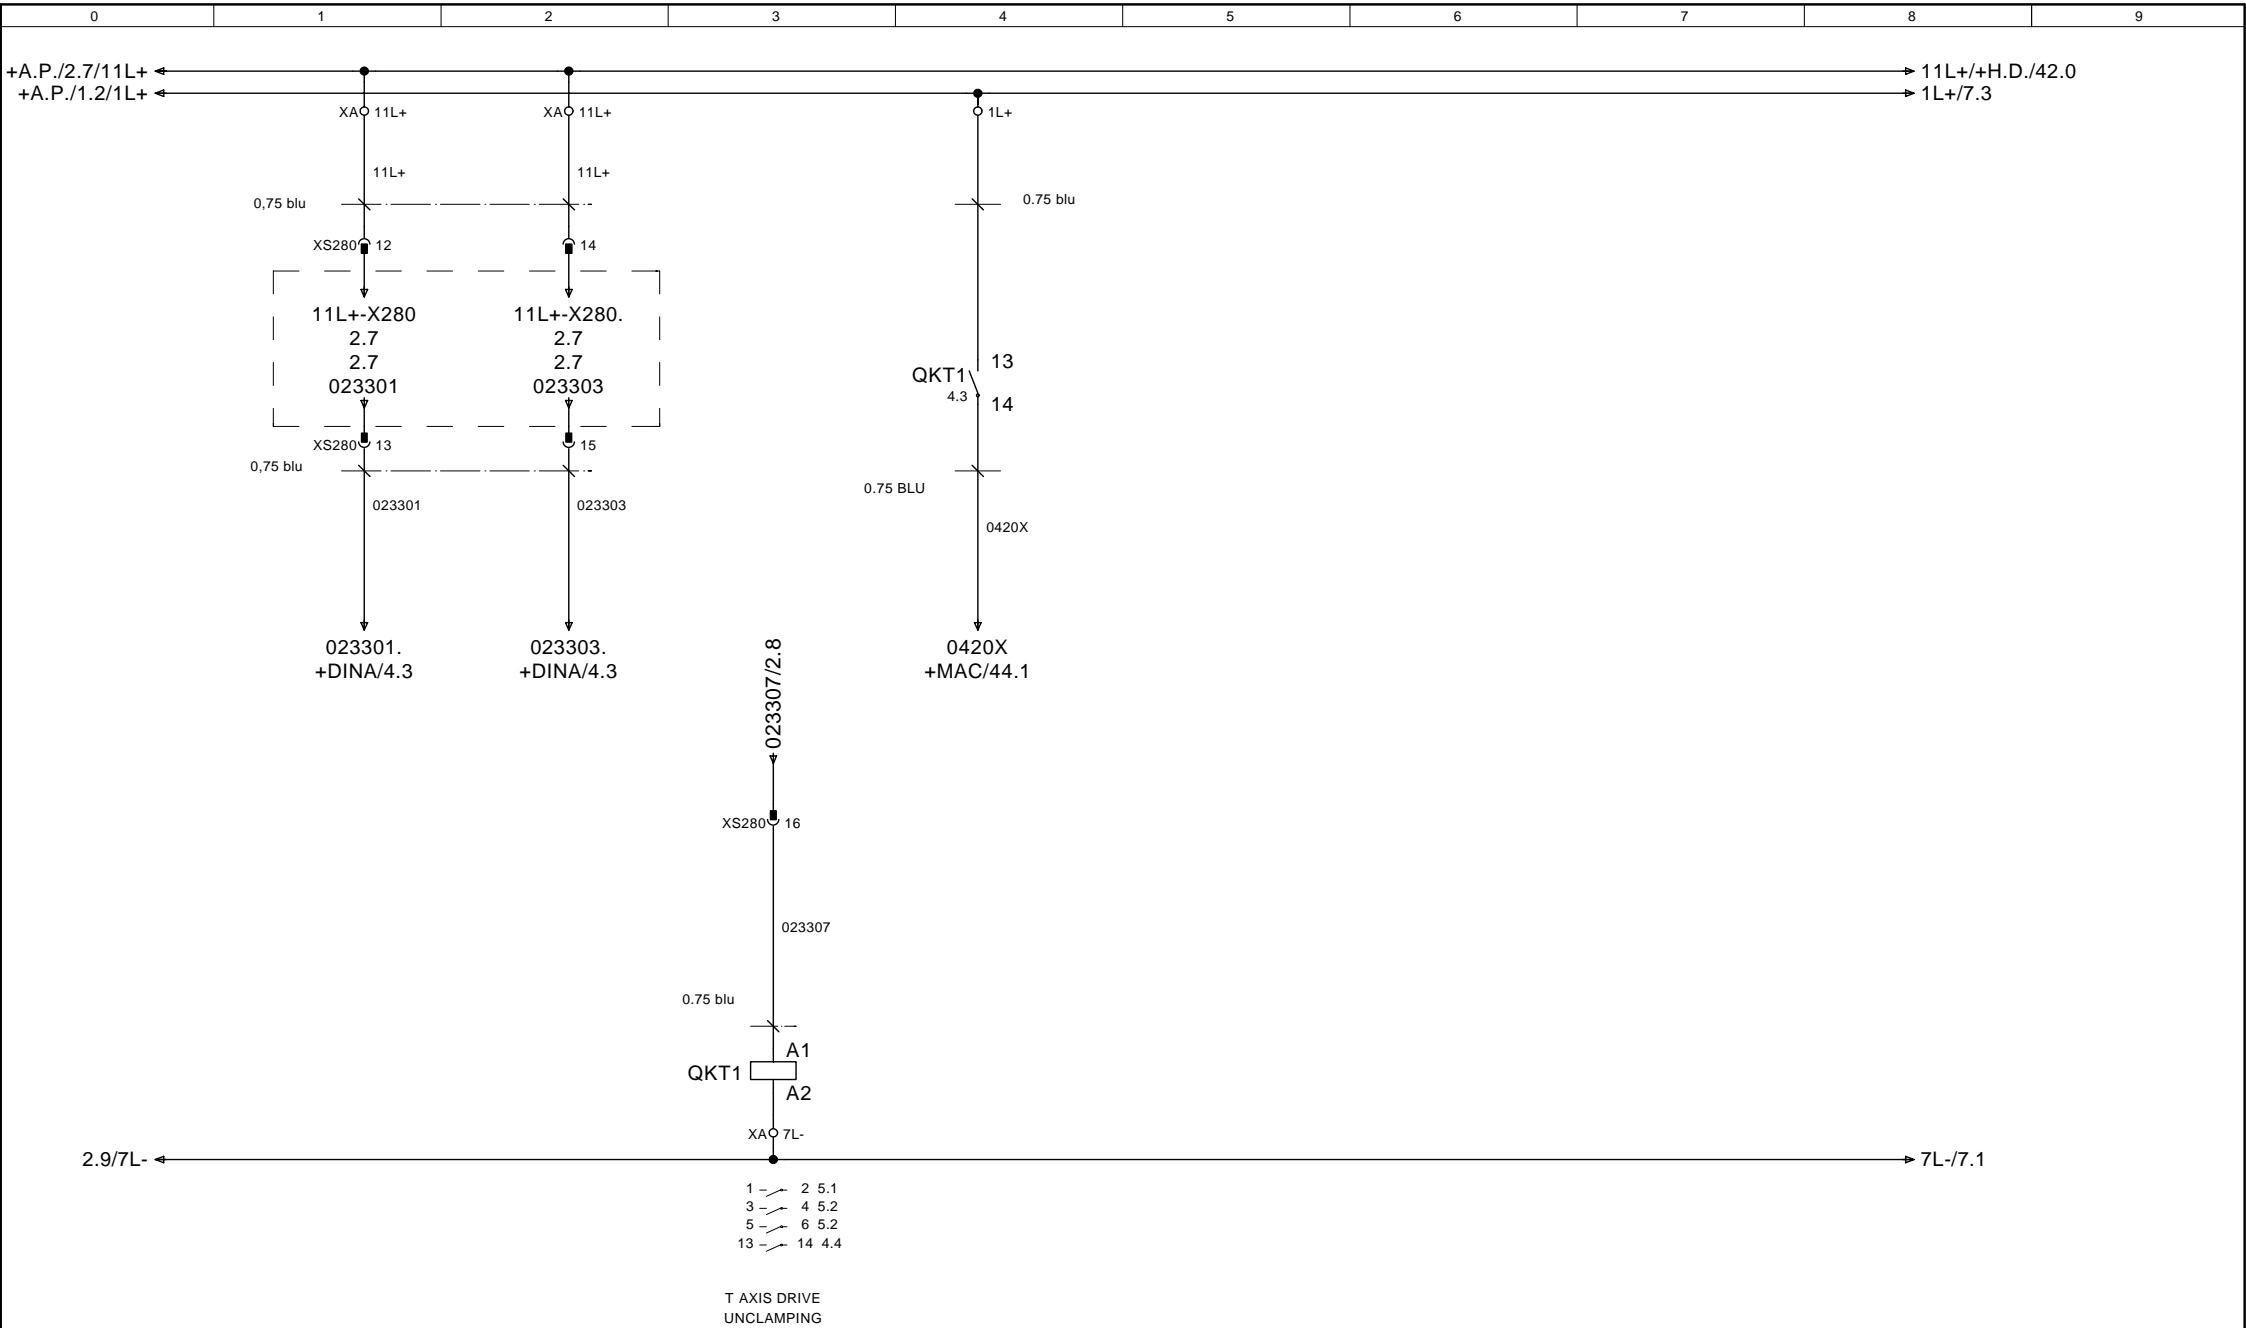 0 1 2 3 4 5 6 7 8 9
+A.P./2.7/11L+ 11L+/+H.D./42.0
+A.P./1.2/1L+ 1L+/7.3
XA 11L+ XA 11L+ 1L+
11L+ 11L+
0,75 blu 0.75 blu
XS280 12 14
11L+-X280 11L+-X280.
2.7 2.7
2.7 2.7
023301 023303
13
QKT1
4.3
14
XS280 13 15
0,75 blu
0.75 BLU
023301 023303
0420X
023301. 023303. 0420X
+DINA/4.3 +DINA/4.3 +MAC/44.1
023307/2.8
XS280 16
023307
0.75 blu
A1
QKT1
A2
XA 7L-
2.9/7L- 7L-/7.1
1 2 5.1
3 4 5.2
5 6 5.2
13 14 4.4
T AXIS DRIVE
UNCLAMPING